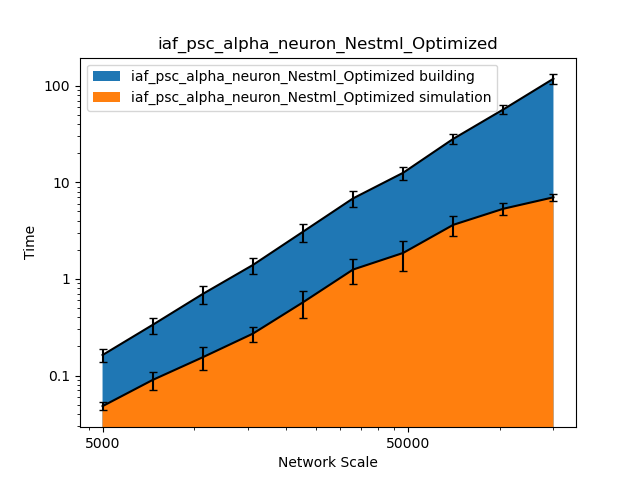 iaf_psc_alpha_neuron_Nestml_Optimized
iaf_psc_alpha_neuron_Nestml_Optimized building
iaf_psc_alpha_neuron_Nestml_Optimized simulation
100
10
1
0.1
Time
5000
50000
Network Scale